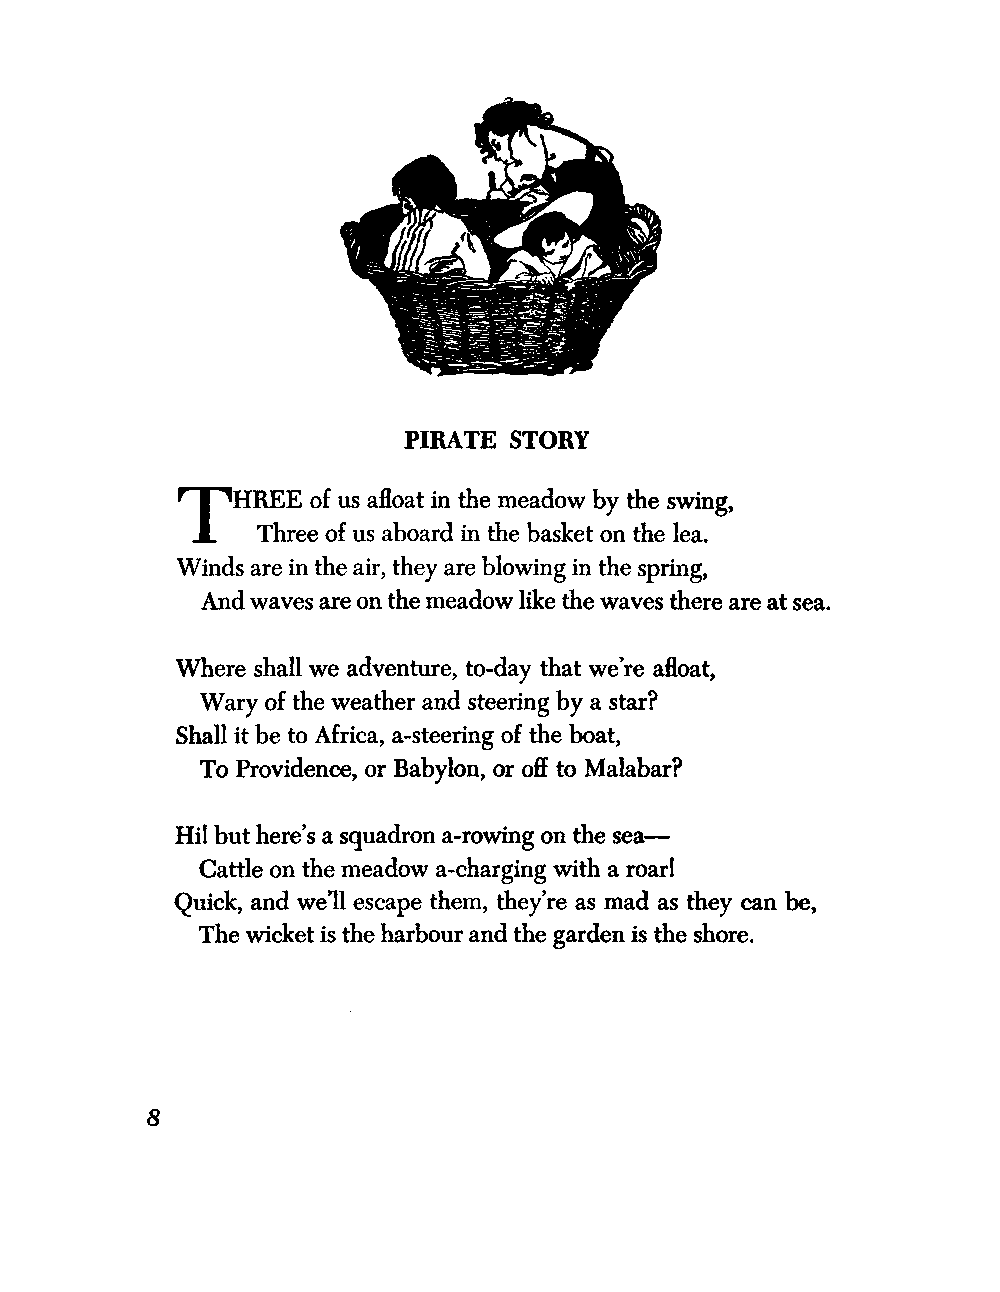 PIRATE STORY
THREE of us afloat in the meadow by the swing,
Three of us aboard in the basket on the lea.
Winds are in the air, they are blowing in the spring,
And waves are on the meadow like the waves there are at sea.
Where shall we adventure, to-day that we're afloat,
Wary of the weather and steering by a star?
Shall it be to Africa, a-steering of the boat,
To Providence, or Babylon, or off to Malabar?
Hi! but here's a squadron a-rowing on the sea—
Cattle on the meadow a-charging with a roar!
Quick, and we'll escape them, they're as mad as they can be,
The wicket is the harbour and the garden is the shore.
8